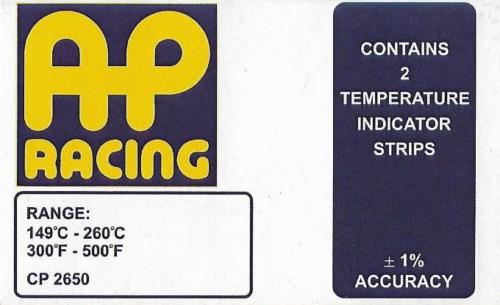 AP
RACING
RANGE:
149°C - 260°C
300°F - 500°F
CP 2650
CONTAINS
2
TEMPERATURE
INDICATOR
STRIPS
± 1%
ACCURACY